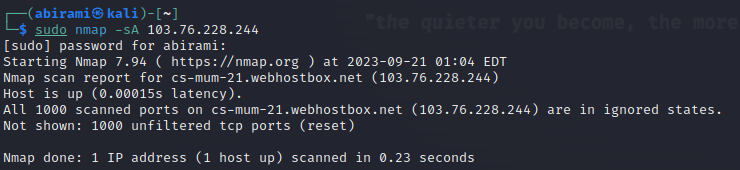 ┌──(abirami㉿kali)-[~]
"the quieter you become, the more
└─$ sudo nmap -sA 103.76.228.244
[sudo] password for abirami:
Starting Nmap 7.94 ( https://nmap.org ) at 2023-09-21 01:04 EDT
Nmap scan report for cs-mum-21.webhostbox.net (103.76.228.244)
Host is up (0.00015s latency).
All 1000 scanned ports on cs-mum-21.webhostbox.net (103.76.228.244) are in ignored states.
Not shown: 1000 unfiltered tcp ports (reset)
Nmap done: 1 IP address (1 host up) scanned in 0.23 seconds